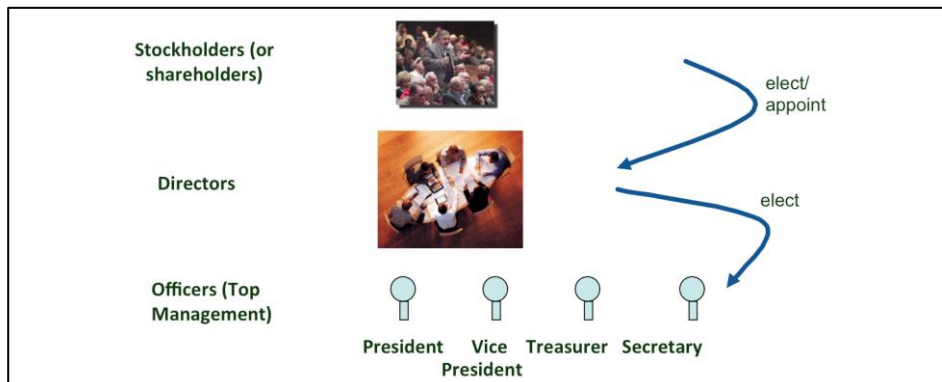 Stockholders (or
shareholders)
elect/
appoint
Directors
elect
Officers (Top
Management)
President
Vice
President
Treasurer
Secretary